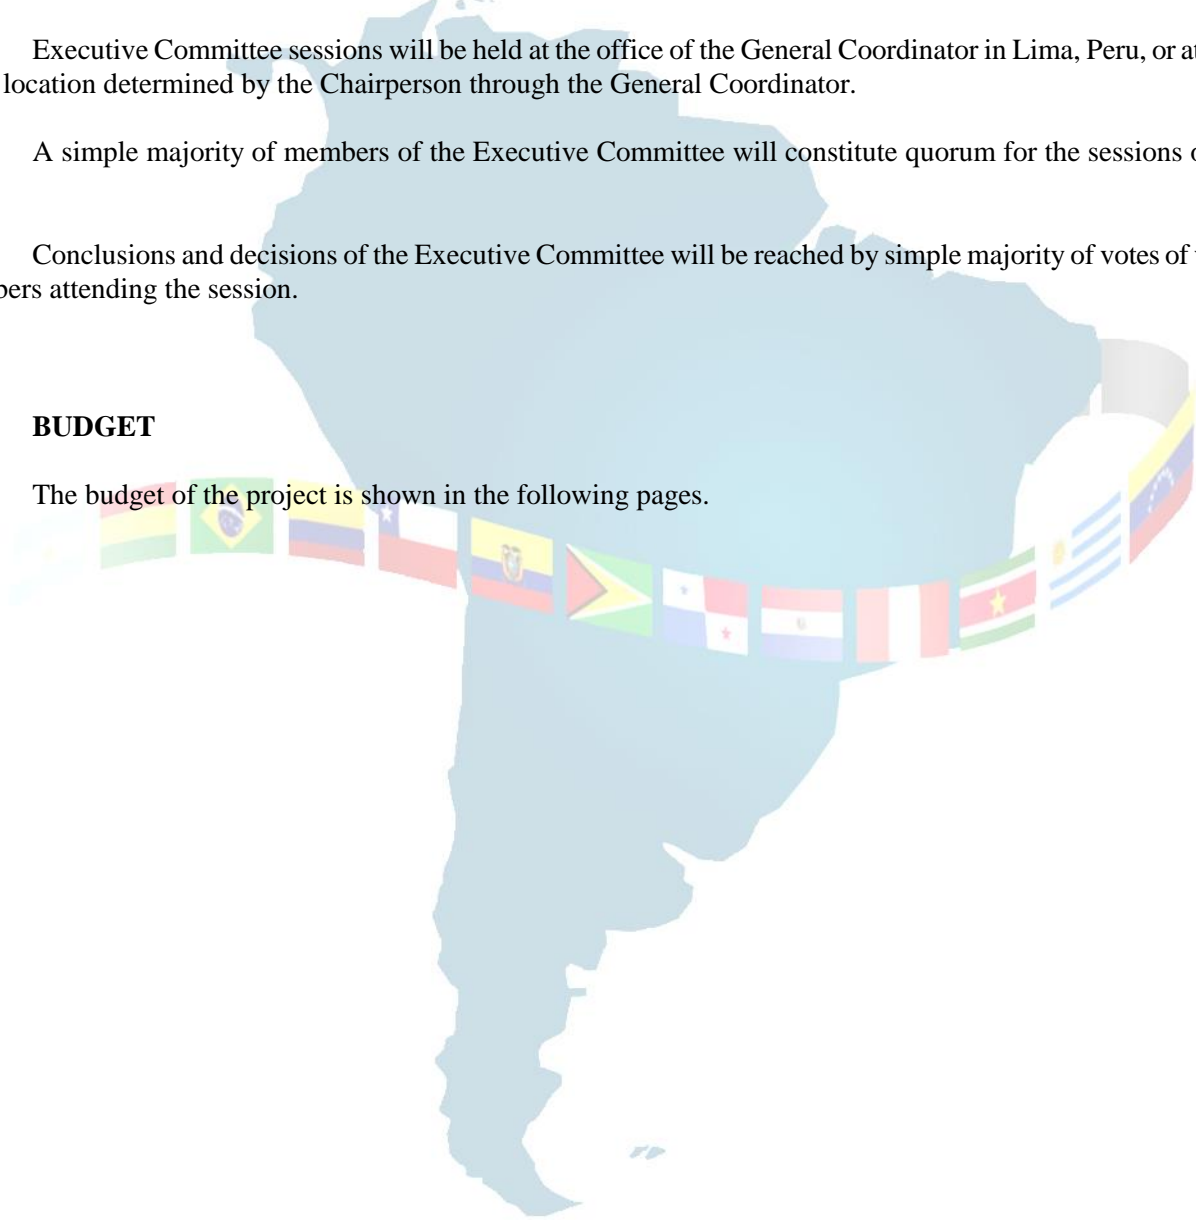 Executive Committee sessions will be held at the office of the General Coordinator in Lima, Peru, or at
location determined by the Chairperson through the General Coordinator.
A simple majority of members of the Executive Committee will constitute quorum for the sessions
Conclusions and decisions of the Executive Committee will be reached by simple majority of votes of
bers attending the session.
BUDGET
The budget of the project is shown in the following pages.